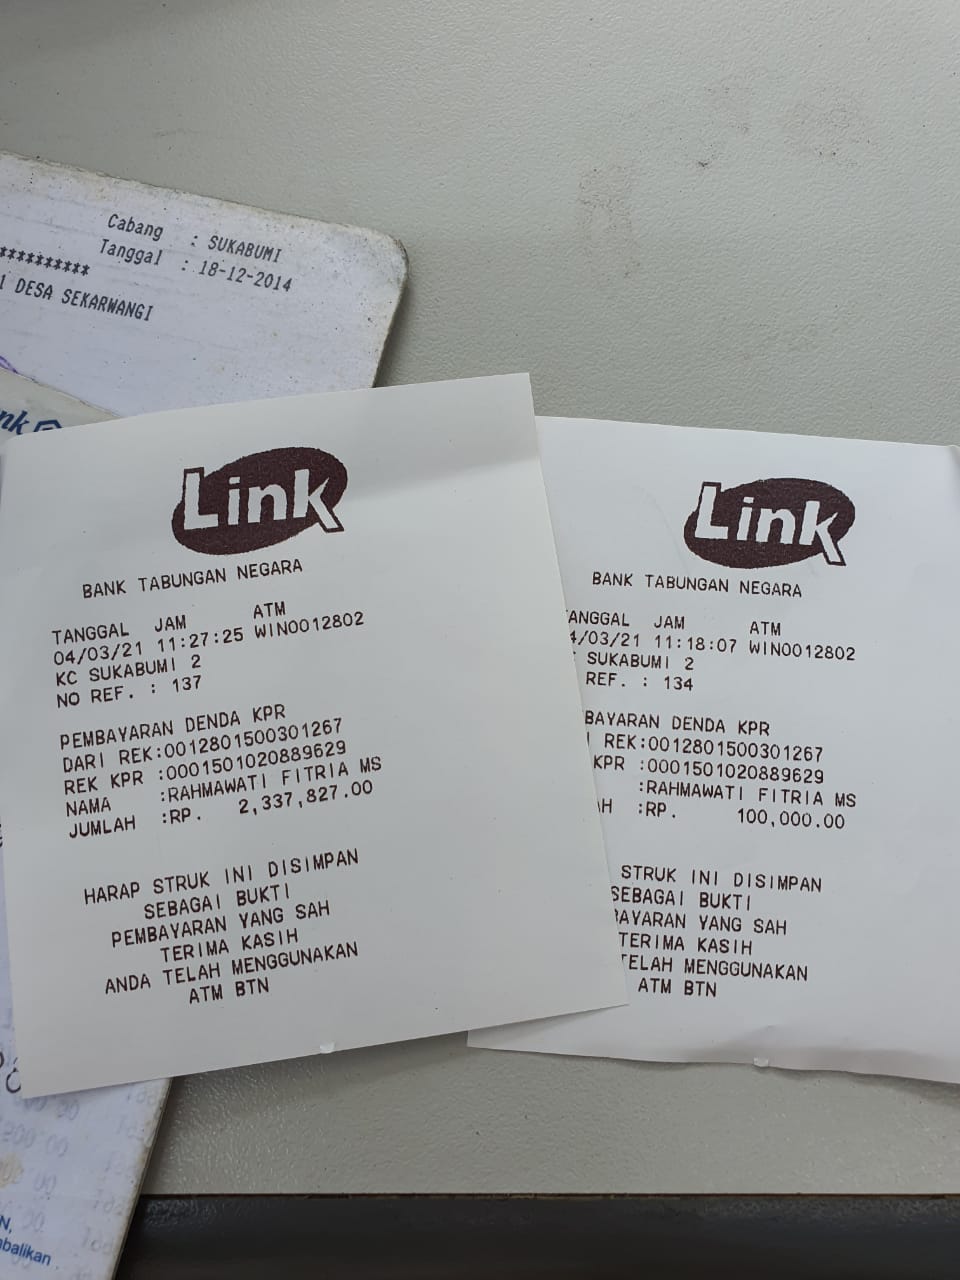 Cabang : SUKABUMI
Tanggal : 18-12-2014
**********
DESA SEKARWANGI
Link
BANK TABUNGAN NEGARA
TANGGAL JAM ATM
04/03/21 11:27:25 WIN0012802
KC SUKABUMI 2
NO REF. : 137
PEMBAYARAN DENDA KPR
DARI REK:0012801500301267
REK KPR :0001501020889629
NAMA :RAHMAWATI FITRIA MS
JUMLAH :RP. 2,337,827.00
HARAP STRUK INI DISIMPAN
SEBAGAI BUKTI
PEMBAYARAN YANG SAH
TERIMA KASIH
ANDA TELAH MENGGUNAKAN
ATM BTN
Link
BANK TABUNGAN NEGARA
TANGGAL JAM ATM
4/03/21 11:18:07 WIN0012802
SUKABUMI 2
REF. : 134
BAYARAN DENDA KPR
REK:0012801500301267
KPR :0001501020889629
:RAHMAWATI FITRIA MS
AH :RP. 100,000.00
STRUK INI DISIMPAN
SEBAGAI BUKTI
BAYARAN YANG SAH
TERIMA KASIH
TELAH MENGGUNAKAN
ATM BTN